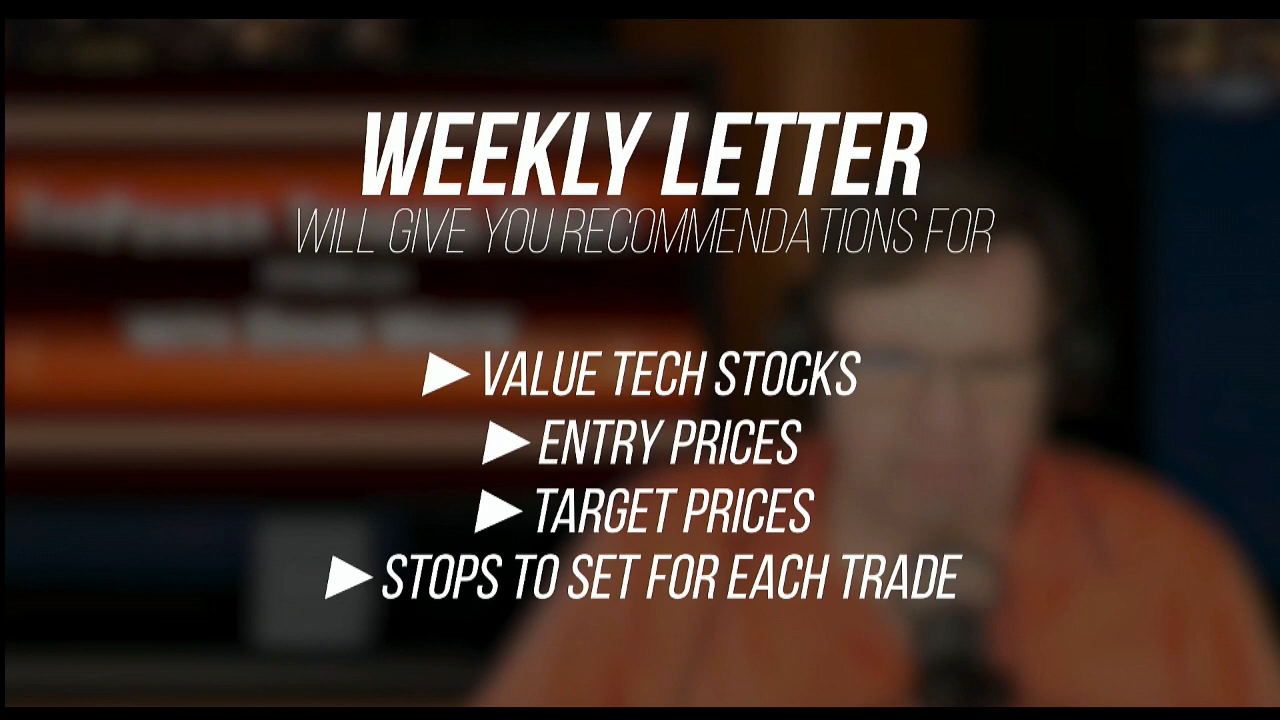 WEEKLY LETTER
WILL GIVE YOU RECOMMENDATIONS FOR
▶ VALUE TECH STOCKS
▶ ENTRY PRICES
▶ TARGET PRICES
▶ STOPS TO SET FOR EACH TRADE